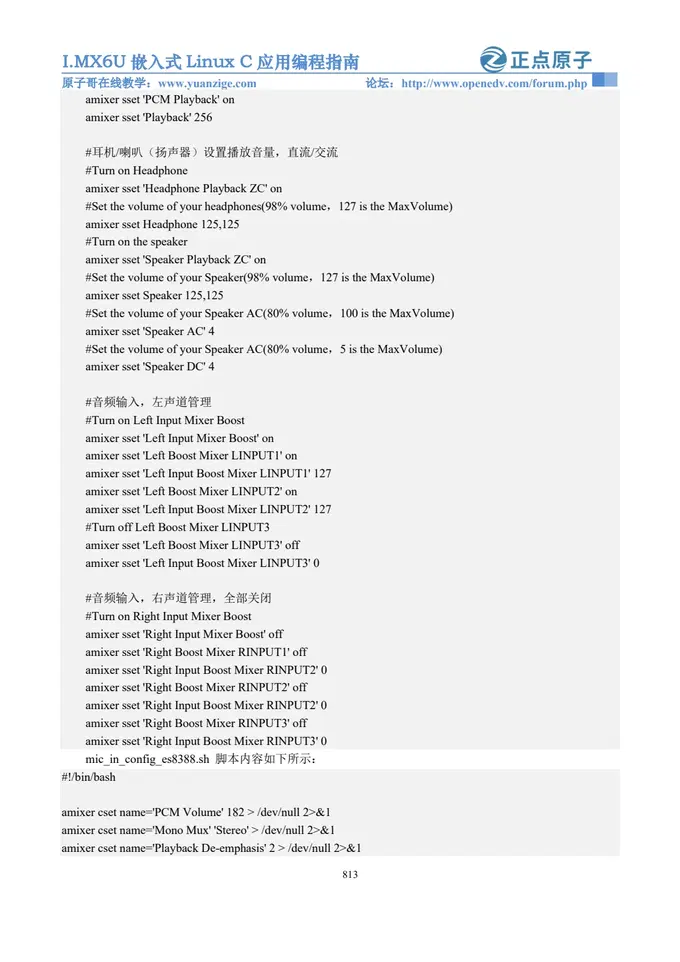 I.MX6U 嵌入式 Linux C 应用编程指南
正点原子
原子哥在线教学：www.yuanzige.com 论坛：http://www.openedv.com/forum.php
amixer sset 'PCM Playback' on
amixer sset 'Playback' 256
#耳机/喇叭（扬声器）设置播放音量，直流/交流
#Turn on Headphone
amixer sset 'Headphone Playback ZC' on
#Set the volume of your headphones(98% volume，127 is the MaxVolume)
amixer sset Headphone 125,125
#Turn on the speaker
amixer sset 'Speaker Playback ZC' on
#Set the volume of your Speaker(98% volume，127 is the MaxVolume)
amixer sset Speaker 125,125
#Set the volume of your Speaker AC(80% volume，100 is the MaxVolume)
amixer sset 'Speaker AC' 4
#Set the volume of your Speaker AC(80% volume，5 is the MaxVolume)
amixer sset 'Speaker DC' 4
#音频输入，左声道管理
#Turn on Left Input Mixer Boost
amixer sset 'Left Input Mixer Boost' on
amixer sset 'Left Boost Mixer LINPUT1' on
amixer sset 'Left Input Boost Mixer LINPUT1' 127
amixer sset 'Left Boost Mixer LINPUT2' on
amixer sset 'Left Input Boost Mixer LINPUT2' 127
#Turn off Left Boost Mixer LINPUT3
amixer sset 'Left Boost Mixer LINPUT3' off
amixer sset 'Left Input Boost Mixer LINPUT3' 0
#音频输入，右声道管理，全部关闭
#Turn on Right Input Mixer Boost
amixer sset 'Right Input Mixer Boost' off
amixer sset 'Right Boost Mixer RINPUT1' off
amixer sset 'Right Input Boost Mixer RINPUT2' 0
amixer sset 'Right Boost Mixer RINPUT2' off
amixer sset 'Right Input Boost Mixer RINPUT2' 0
amixer sset 'Right Boost Mixer RINPUT3' off
amixer sset 'Right Input Boost Mixer RINPUT3' 0
mic_in_config_es8388.sh 脚本内容如下所示：
#!/bin/bash
amixer cset name='PCM Volume' 182 > /dev/null 2>&1
amixer cset name='Mono Mux' 'Stereo' > /dev/null 2>&1
amixer cset name='Playback De-emphasis' 2 > /dev/null 2>&1
813